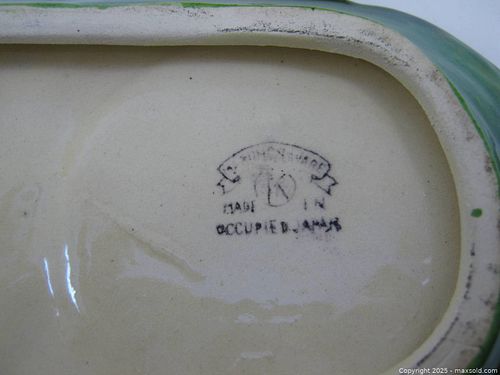 K
MADE IN
OCCUPIED JAPAN
Copyright © 2025 - maxsold.com